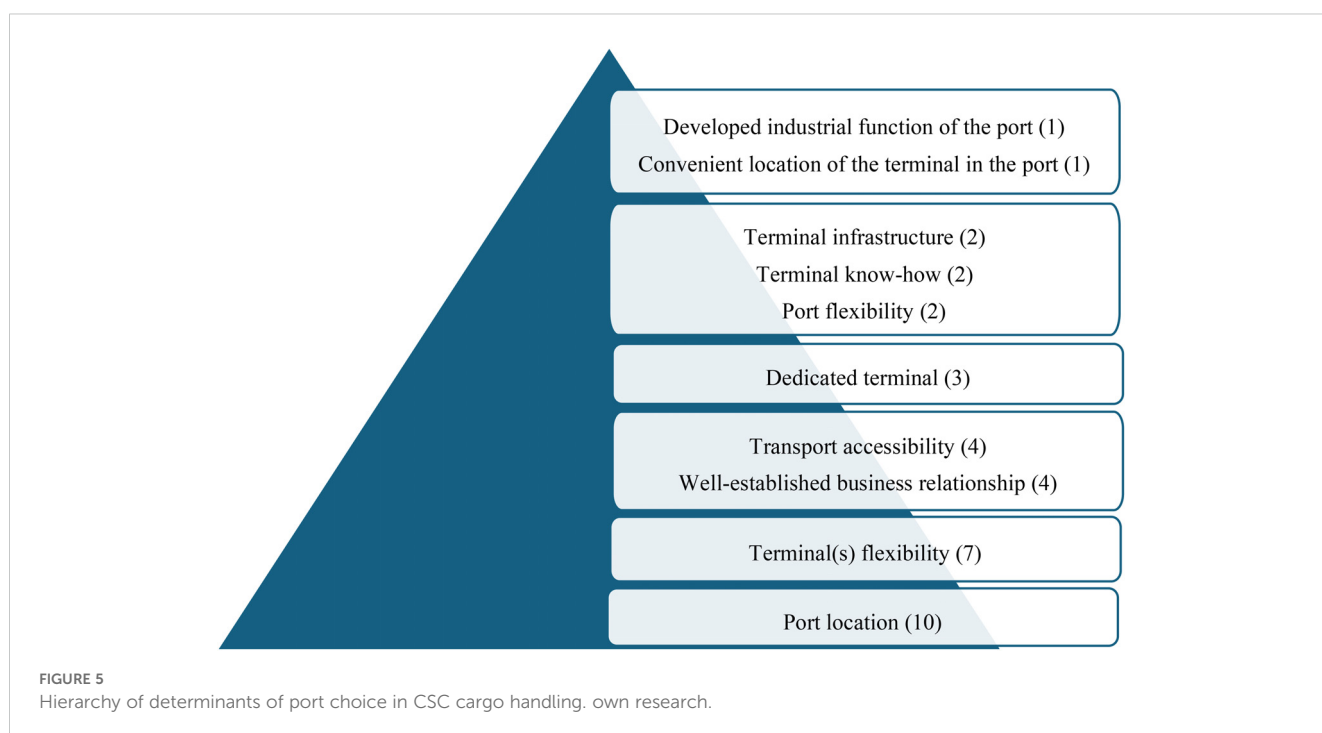 Developed industrial function of the port (1)
Convenient location of the terminal in the port (1)
Terminal infrastructure (2)
Terminal know-how (2)
Port flexibility (2)
Dedicated terminal (3)
Transport accessibility (4)
Well-established business relationship (4)
Terminal(s) flexibility (7)
Port location (10)
FIGURE 5
Hierarchy of determinants of port choice in CSC cargo handling. own research.